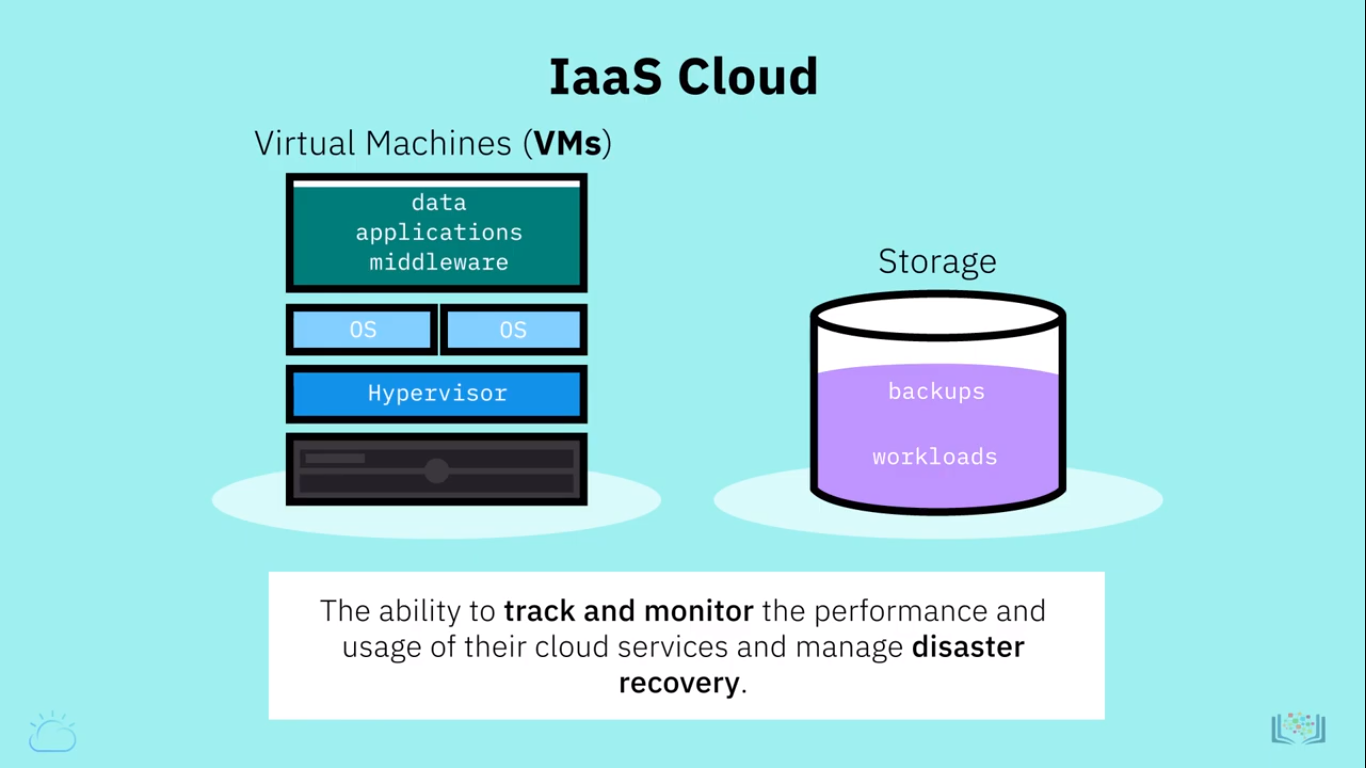 IaaS Cloud
Virtual Machines (VMs)
data
applications
middleware
OS OS
Hypervisor
Storage
backups
workloads
The ability to track and monitor the performance and
usage of their cloud services and manage disaster
recovery.